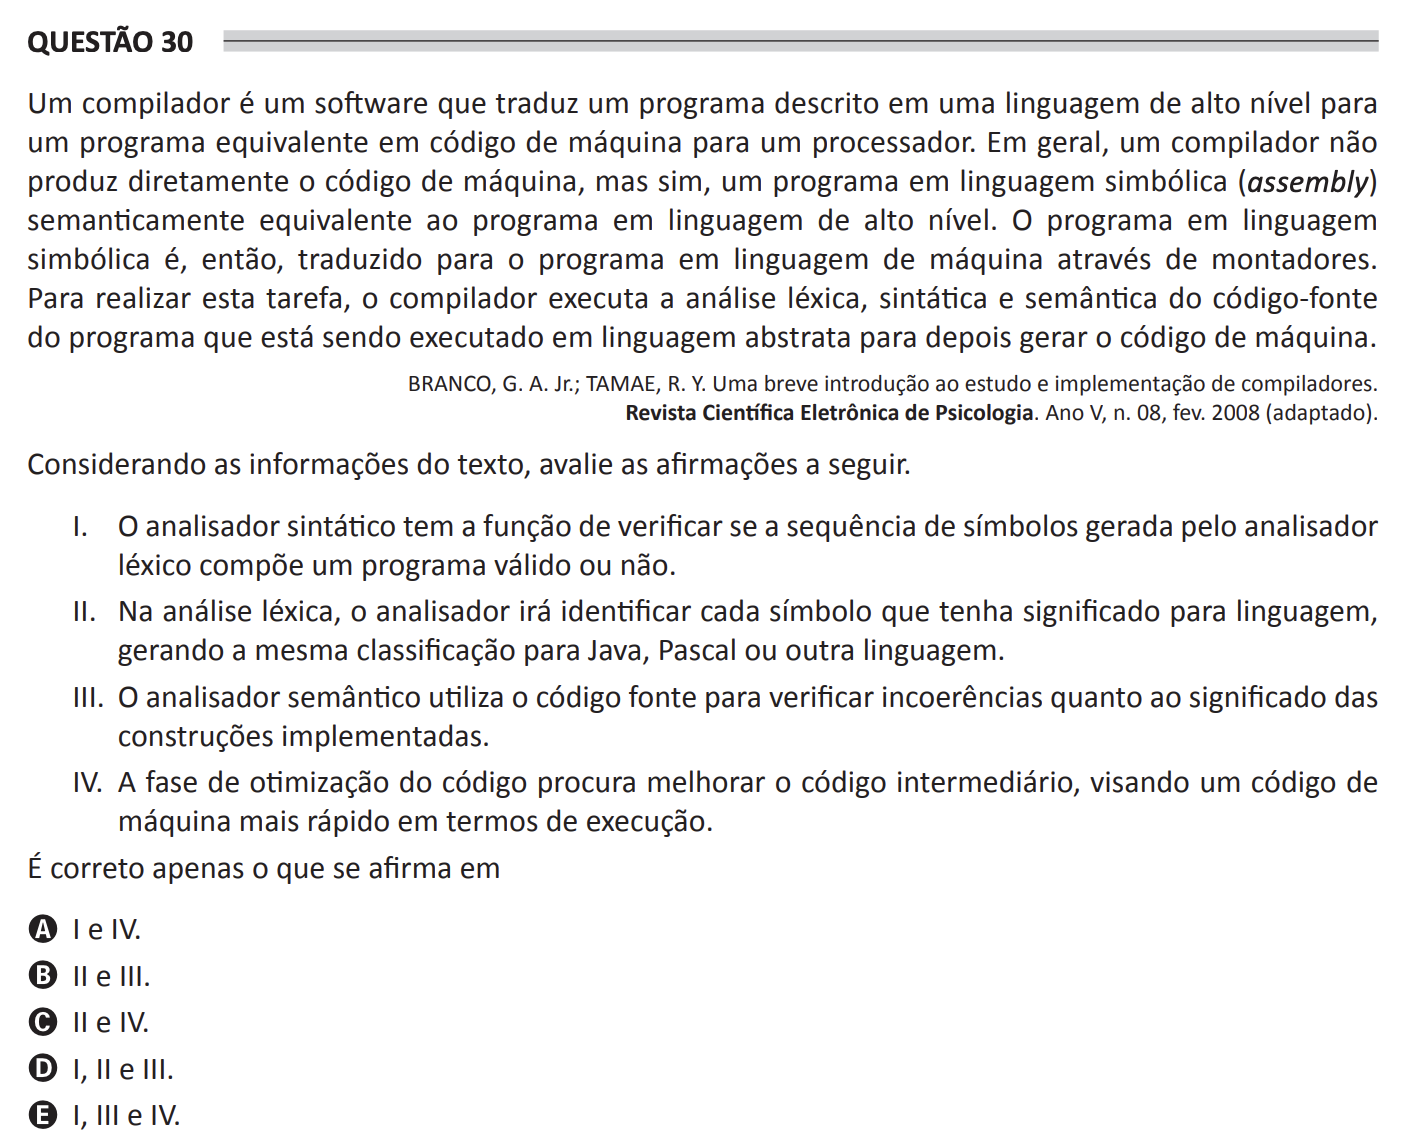 QUESTÃO 30
Um compilador é um software que traduz um programa descrito em uma linguagem de alto nível para
um programa equivalente em código de máquina para um processador. Em geral, um compilador não
produz diretamente o código de máquina, mas sim, um programa em linguagem simbólica (assembly)
semanticamente equivalente ao programa em linguagem de alto nível. O programa em linguagem
simbólica é, então, traduzido para o programa em linguagem de máquina através de montadores.
Para realizar esta tarefa, o compilador executa a análise léxica, sintática e semântica do código-fonte
do programa que está sendo executado em linguagem abstrata para depois gerar o código de máquina.
BRANCO, G. A. Jr.; TAMAE, R. Y. Uma breve introdução ao estudo e implementação de compiladores.
Revista Científica Eletrônica de Psicologia. Ano V, n. 08, fev. 2008 (adaptado).
Considerando as informações do texto, avalie as afirmações a seguir.
I. O analisador sintático tem a função de verificar se a sequência de símbolos gerada pelo analisador
léxico compõe um programa válido ou não.
II. Na análise léxica, o analisador irá identificar cada símbolo que tenha significado para linguagem,
gerando a mesma classificação para Java, Pascal ou outra linguagem.
III. O analisador semântico utiliza o código fonte para verificar incoerências quanto ao significado das
construções implementadas.
IV. A fase de otimização do código procura melhorar o código intermediário, visando um código de
máquina mais rápido em termos de execução.
É correto apenas o que se afirma em
A I e IV.
B II e III.
C II e IV.
D I, II e III.
E I, III e IV.